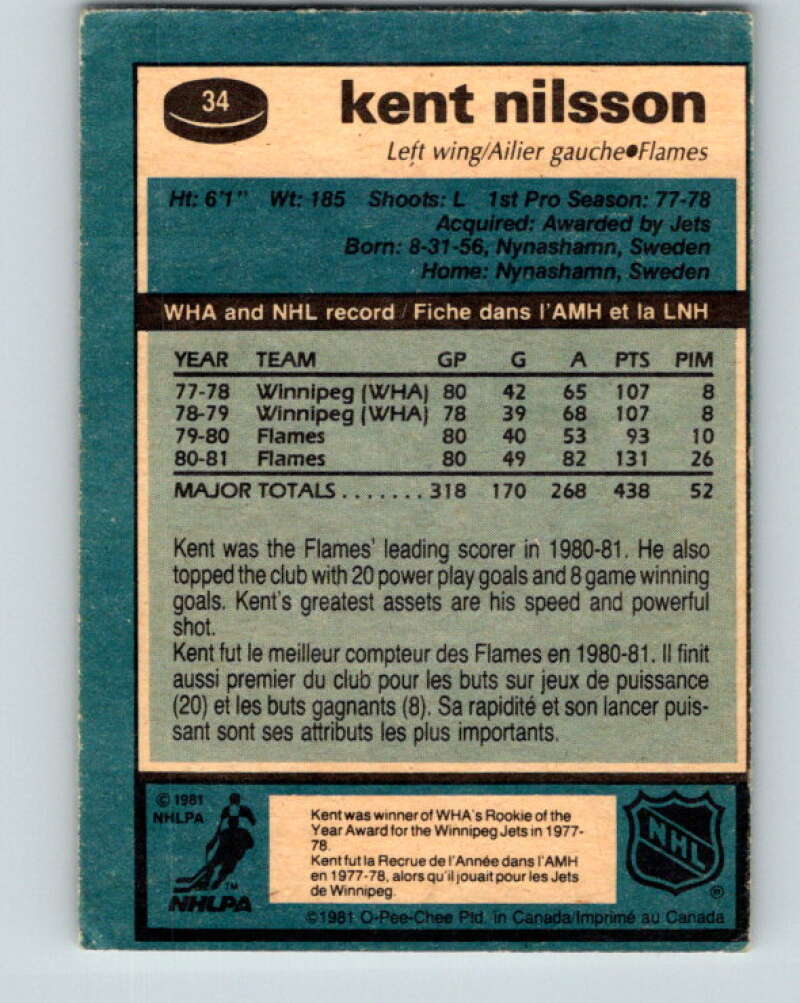 34
kent nilsson
Left wing/Ailier gauche●Flames
Ht: 6'1" Wt: 185 Shoots: L 1st Pro Season: 77-78
Acquired: Awarded by Jets
Born: 8-31-56, Nynashamn, Sweden
Home: Nynashamn, Sweden
WHA and NHL record / Fiche dans l'AMH et la LNH
YEAR TEAM GP G A PTS PIM
77-78 Winnipeg (WHA) 80 42 65 107 8
78-79 Winnipeg (WHA) 78 39 68 107 8
79-80 Flames 80 40 53 93 10
80-81 Flames 80 49 82 131 26
MAJOR TOTALS....... 318 170 268 438 52
Kent was the Flames' leading scorer in 1980-81. He also
topped the club with 20 power play goals and 8 game winning
goals. Kent's greatest assets are his speed and powerful
shot.
Kent fut le meilleur compteur des Flames en 1980-81. Il finit
aussi premier du club pour les buts sur jeux de puissance
(20) et les buts gagnants (8). Sa rapidité et son lancer puis-
sant sont ses attributs les plus importants.
© 1981
NHLPA
TM
NHLPA
Kent was winner of WHA's Rookie of the
Year Award for the Winnipeg Jets in 1977-
78.
Kent fut la Recrue de l'Année dans l'AMH
en 1977-78, alors qu'il jouait pour les Jets
de Winnipeg.
NHL
®
©1981 O-Pee-Chee Ptd. in Canada/Imprimé au Canada